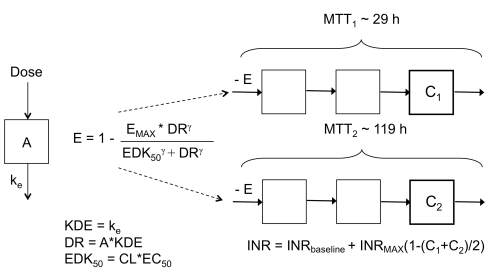 MTT₁ ~ 29 h
Dose
- E
C₁
A
E = 1 - E_MAX * DR^γ / EDK₅₀^γ + DR^γ
MTT₂ ~ 119 h
kₑ
- E
C₂
KDE = kₑ
DR = A*KDE
EDK₅₀ = CL*EC₅₀
INR = INR_baseline + INR_MAX(1-(C₁+C₂)/2)